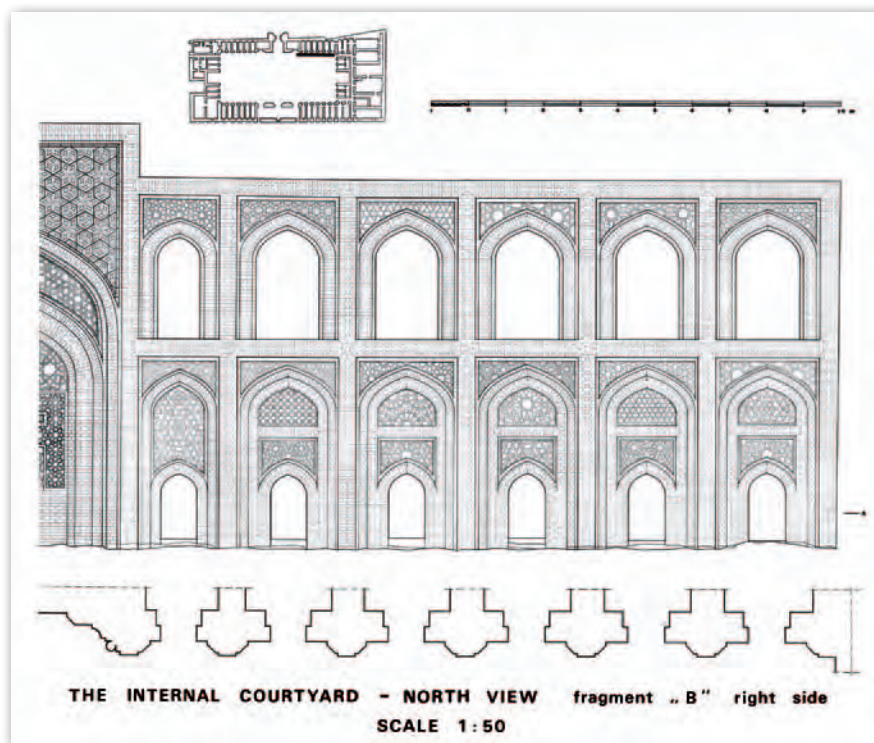 THE INTERNAL COURTYARD – NORTH VIEW fragment „B" right side
SCALE 1:50